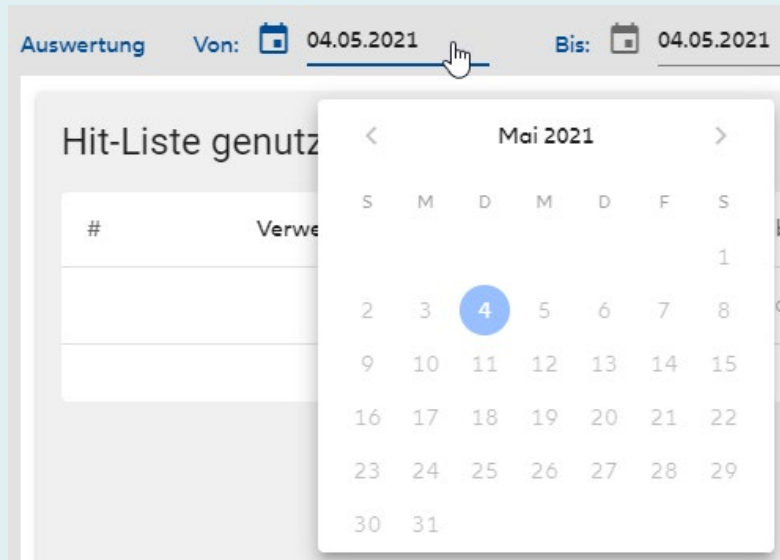 Auswertung Von: 04.05.2021 Bis: 04.05.2021
Hit-Liste
Mai 2021
#
S M D M D F S
1
2 3 4 5 6 7 8
9 10 11 12 13 14 15
16 17 18 19 20 21 22
23 24 25 26 27 28 29
30 31